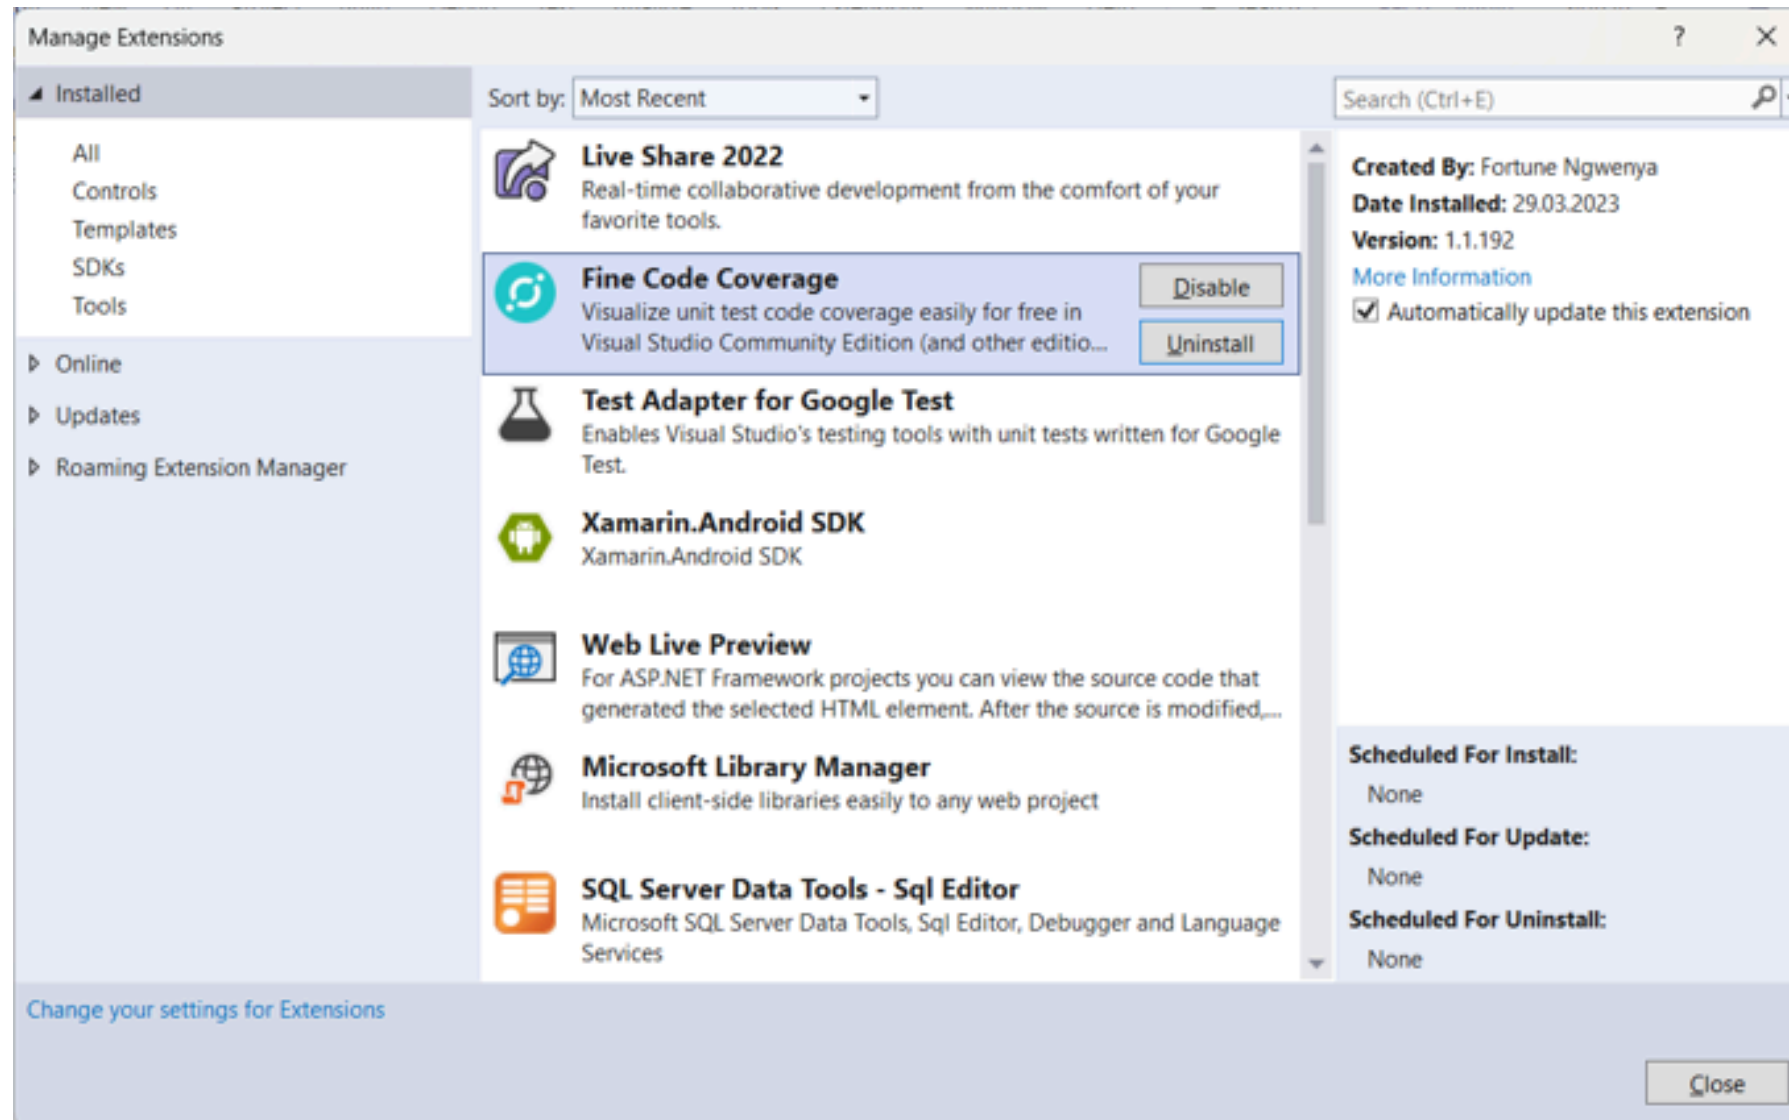 Manage Extensions
?
Installed
All
Controls
Templates
SDKs
Tools
Online
Updates
Roaming Extension Manager
Sort by: Most Recent
Search (Ctrl+E)
Live Share 2022
Real-time collaborative development from the comfort of your
favorite tools.
Fine Code Coverage
Visualize unit test code coverage easily for free in
Visual Studio Community Edition (and other editio...
Disable
Uninstall
Test Adapter for Google Test
Enables Visual Studio's testing tools with unit tests written for Google
Test.
Xamarin.Android SDK
Xamarin.Android SDK
Web Live Preview
For ASP.NET Framework projects you can view the source code that
generated the selected HTML element. After the source is modified,...
Microsoft Library Manager
Install client-side libraries easily to any web project
SQL Server Data Tools - Sql Editor
Microsoft SQL Server Data Tools, Sql Editor, Debugger and Language
Services
Created By: Fortune Ngwenya
Date Installed: 29.03.2023
Version: 1.1.192
More Information
Automatically update this extension
Scheduled For Install:
None
Scheduled For Update:
None
Scheduled For Uninstall:
None
Change your settings for Extensions
Close